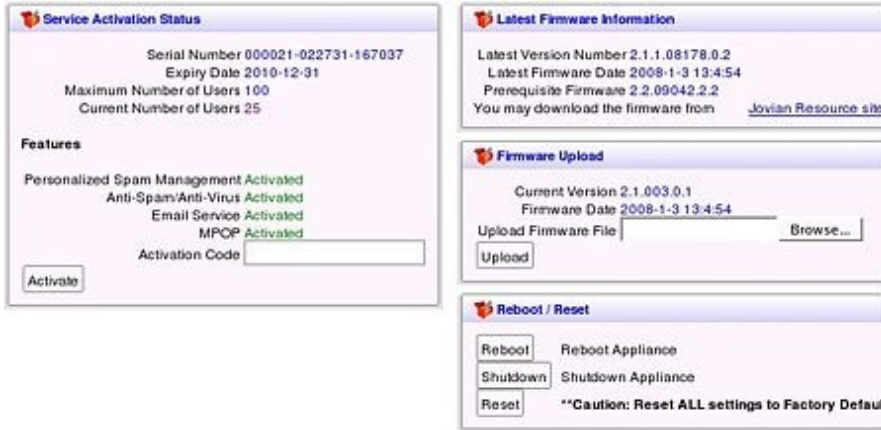 Service Activation Status
Serial Number 000021-022731-167037
Expiry Date 2010-12-31
Maximum Number of Users 100
Current Number of Users 25
Features
Personalized Spam Management Activated
Anti-Spam/Anti-Virus Activated
Email Service Activated
MPOP Activated
Activation Code
Activate
Latest Firmware Information
Latest Version Number 2.1.1.08178.0.2
Latest Firmware Date 2008-1-3 13:4:54
Prerequisite Firmware 2.2.09042.2.2
You may download the firmware from Jovian Resource site
Firmware Upload
Current Version 2.1.003.0.1
Firmware Date 2008-1-3 13:4:54
Upload Firmware File Browse...
Upload
Reboot / Reset
Reboot Reboot Appliance
Shutdown Shutdown Appliance
Reset **Caution: Reset ALL settings to Factory Defaul